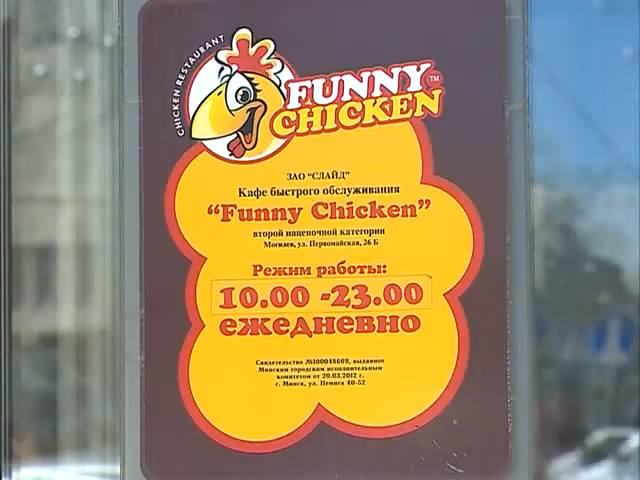 CHICKEN RESTAURANT
FUNNY TM
CHICKEN
ЗАО "СЛАЙД"
Кафе быстрого обслуживания
"Funny Chicken"
второй наценочной категории
Могилев, ул. Первомайская, 26 Б
Режим работы:
10.00 -23.00
ежедневно
Свидетельство №100048669, выданное
Минским городским исполнительным
комитетом от 20.03.2012 г.
г. Минск, ул. Немига 40-52